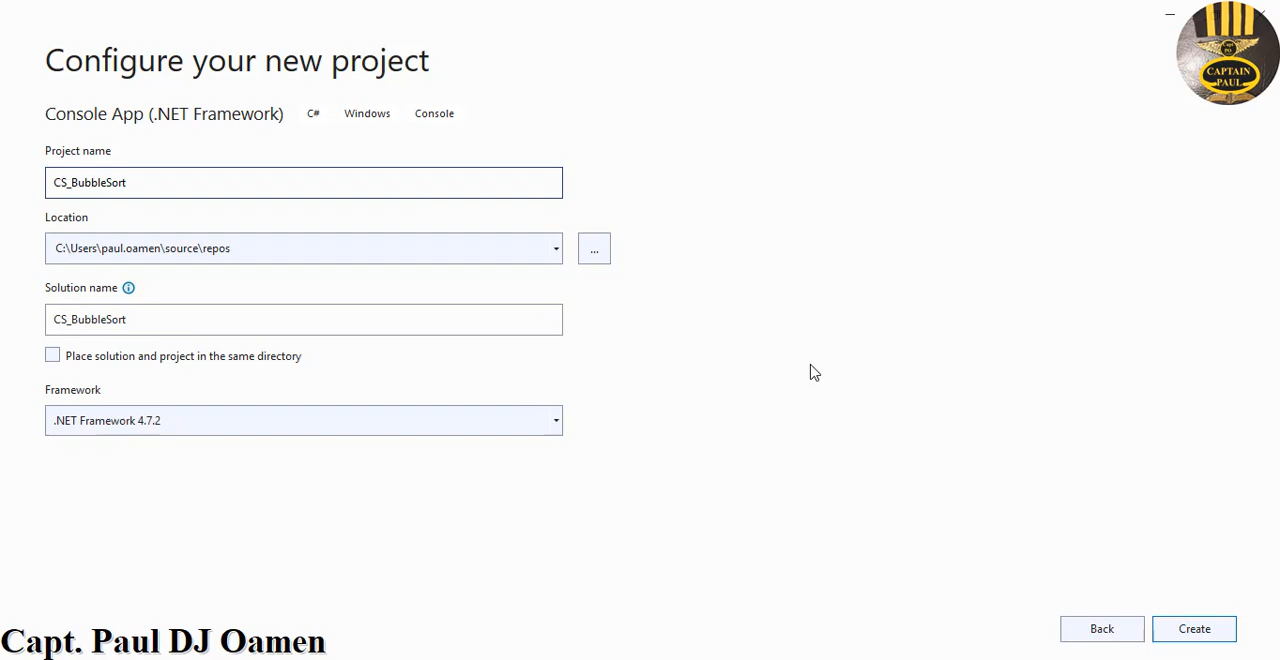 Configure your new project
Console App (.NET Framework) C# Windows Console
Project name
CS_BubbleSort
Location
C:\Users\paul.oamen\source\repos
...
Solution name
CS_BubbleSort
Place solution and project in the same directory
Framework
.NET Framework 4.7.2
Back Create
Capt. Paul DJ Oamen
Capt
PO
CAPTAIN
PAUL